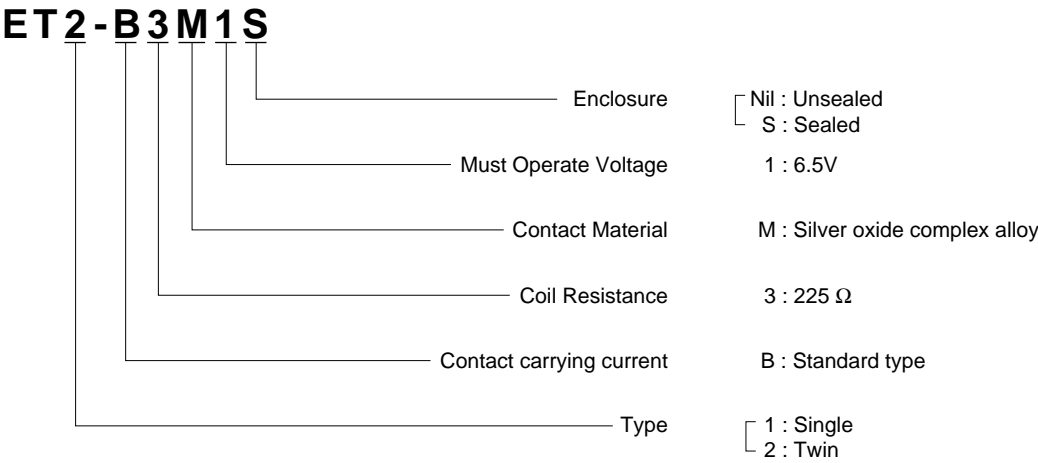 ET2-B3M1S
Enclosure Nil : Unsealed
S : Sealed
Must Operate Voltage 1 : 6.5V
Contact Material M : Silver oxide complex alloy
Coil Resistance 3 : 225 Ω
Contact carrying current B : Standard type
Type 1 : Single
2 : Twin